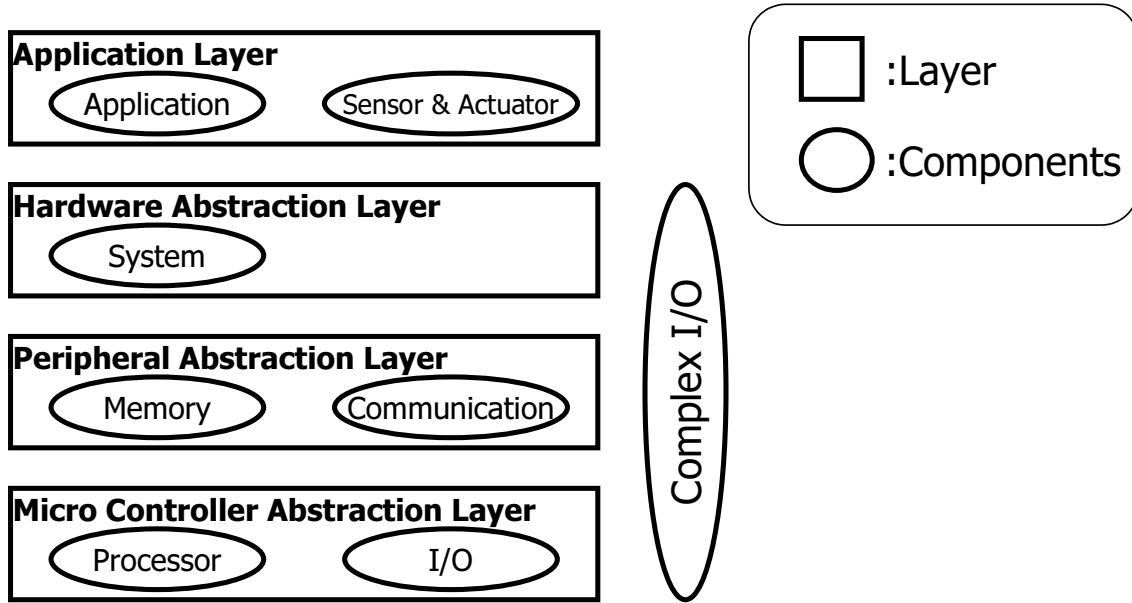 Application Layer
Application
Sensor & Actuator
Hardware Abstraction Layer
System
Peripheral Abstraction Layer
Memory
Communication
Micro Controller Abstraction Layer
Processor
I/O
Complex I/O
:Layer
:Components